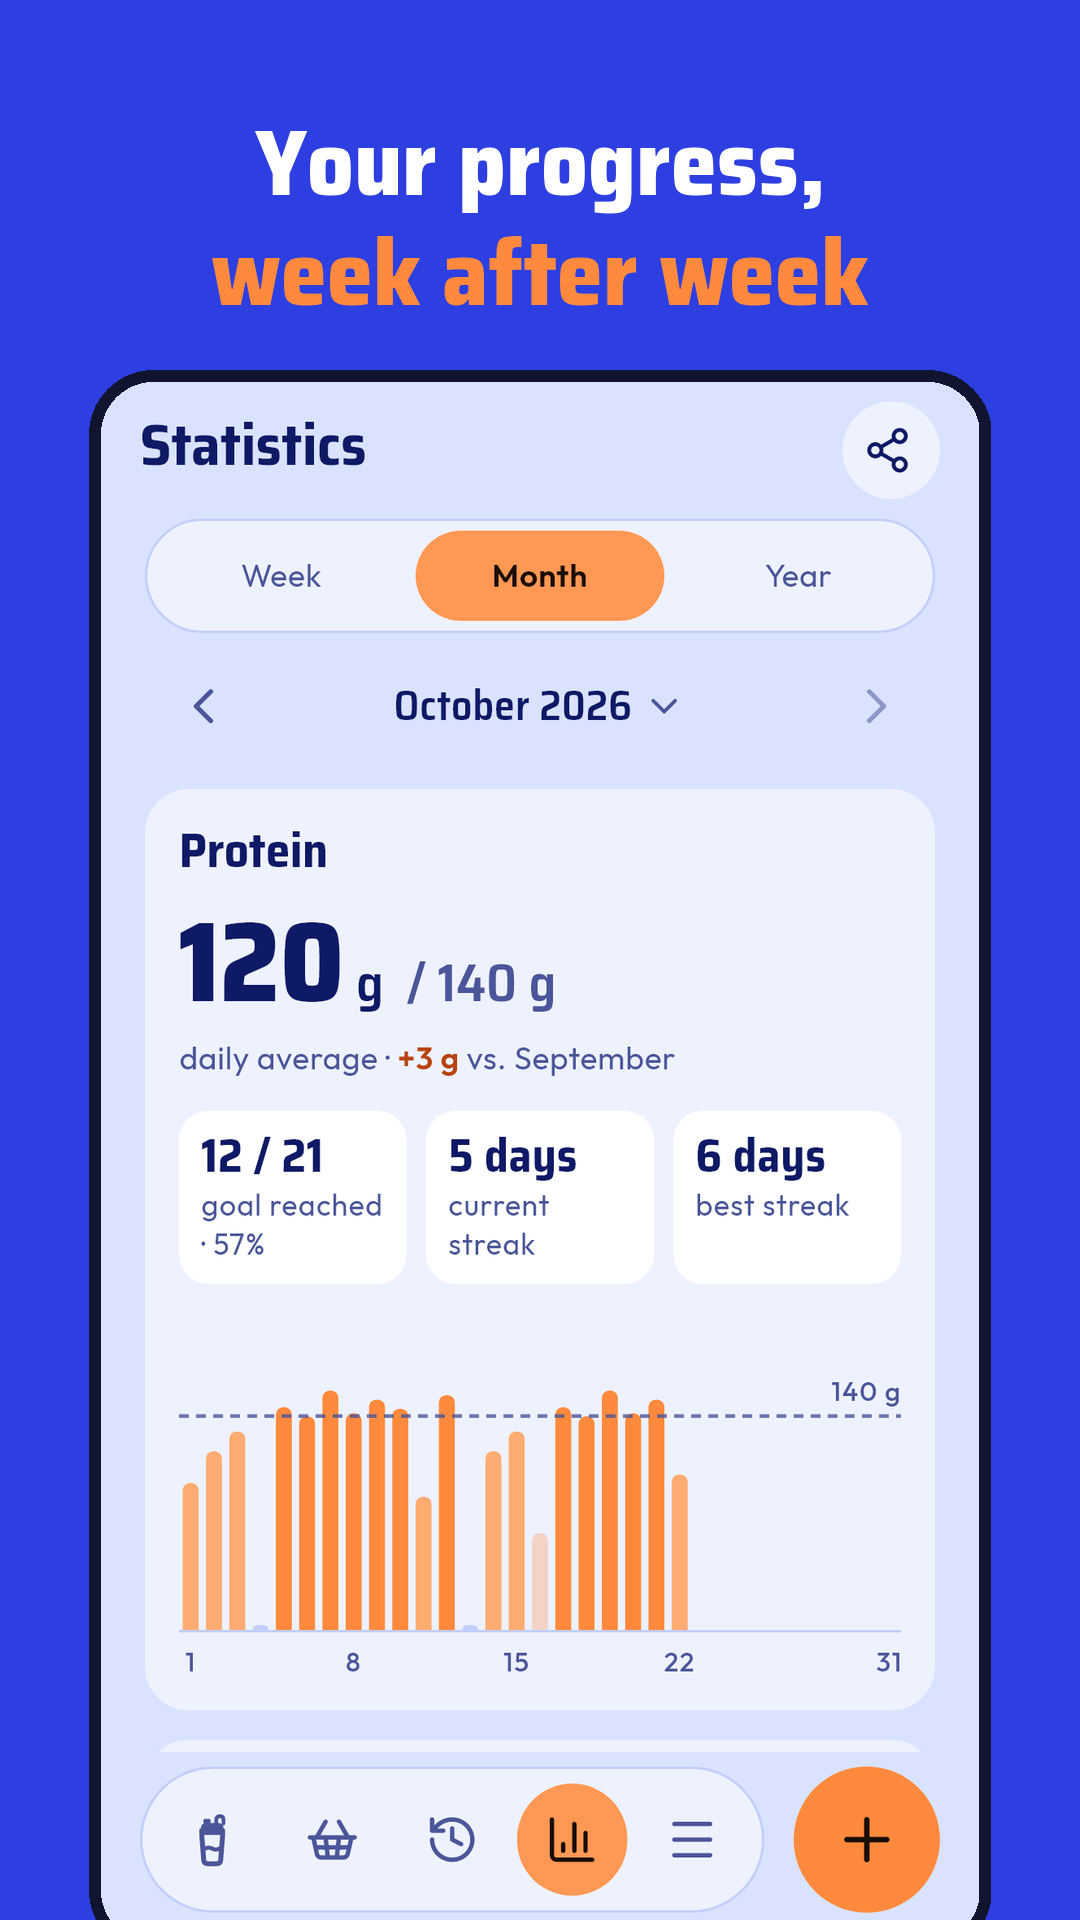 Your progress,
week after week
Statistics
Week Month Year
October 2026
Protein
120 g / 140 g
daily average · +3 g vs. September
12 / 21
goal reached
· 57%
5 days
current
streak
6 days
best streak
140 g
1 8 15 22 31